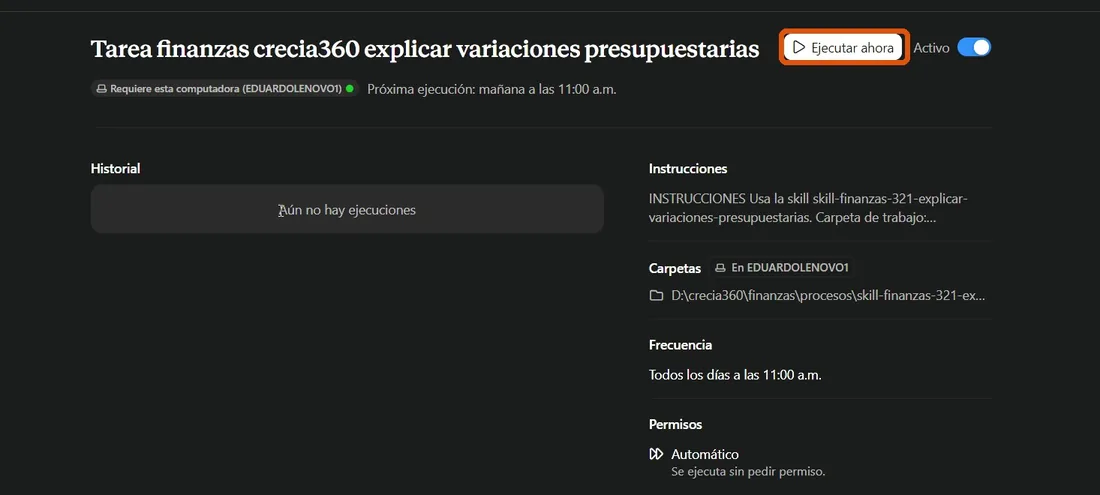 Tarea finanzas crecia360 explicar variaciones presupuestarias
Ejecutar ahora
Activo
Requiere esta computadora (EDUARDOLENOVO1)
Próxima ejecución: mañana a las 11:00 a.m.
Historial
Aún no hay ejecuciones
Instrucciones
INSTRUCCIONES Usa la skill skill-finanzas-321-explicar-
variaciones-presupuestarias. Carpeta de trabajo:...
Carpetas
En EDUARDOLENOVO1
D:\crecia360\finanzas\procesos\skill-finanzas-321-ex...
Frecuencia
Todos los días a las 11:00 a.m.
Permisos
Automático
Se ejecuta sin pedir permiso.